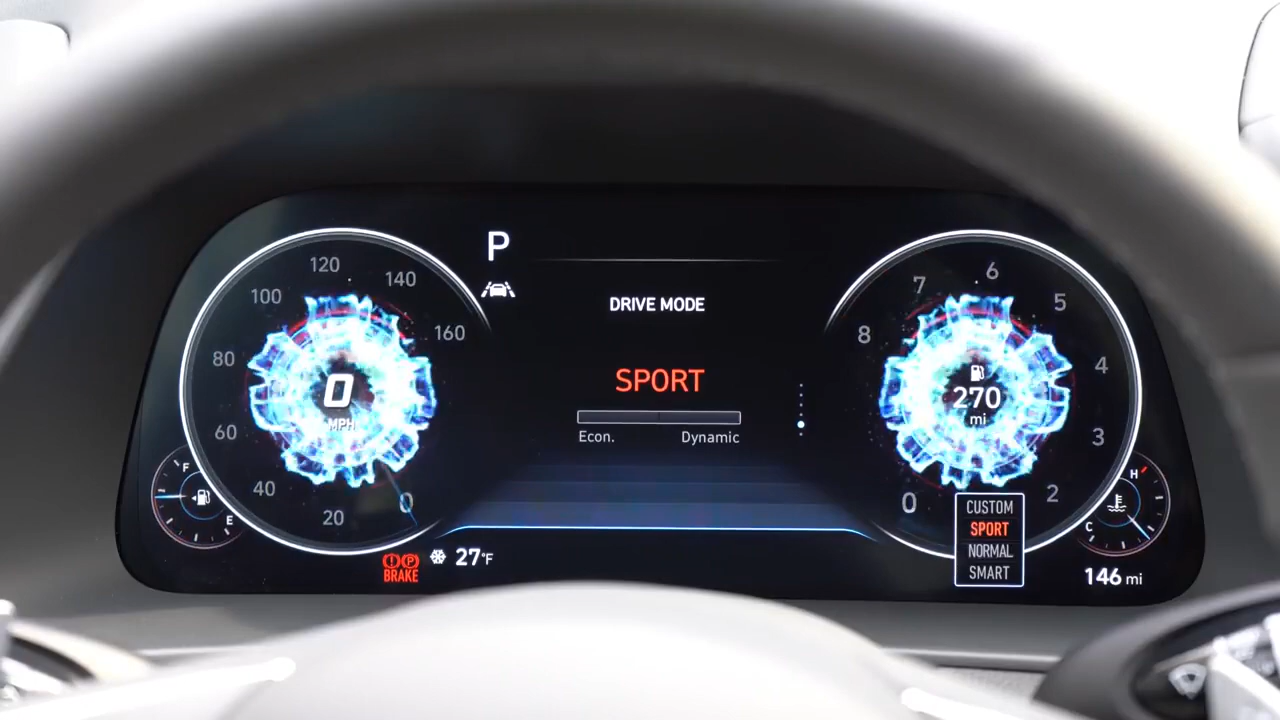 120
140
100
160
80
60
40
20
0
0
MPH
F
E
P
DRIVE MODE
SPORT
Econ. Dynamic
BRAKE
27°F
8
7
6
5
4
3
2
0
270
mi
CUSTOM
SPORT
NORMAL
SMART
H
C
146 mi